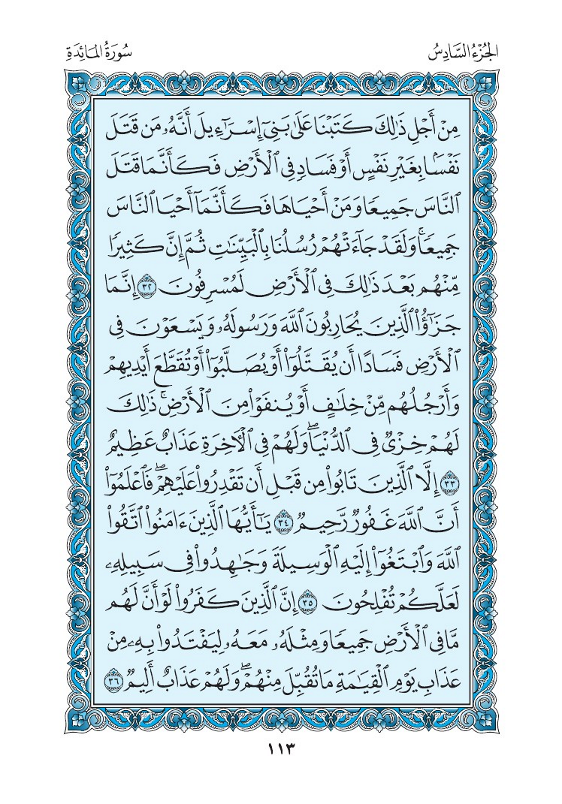 الجُزْءُ السَّادِسُ سُورَةُ المَائِدَةِ
مِنْ أَجْلِ ذَٰلِكَ كَتَبْنَا عَلَىٰ بَنِىٓ إِسْرَٰٓءِيلَ أَنَّهُۥ مَن قَتَلَ
نَفْسًۢا بِغَيْرِ نَفْسٍ أَوْ فَسَادٍ فِى ٱلْأَرْضِ فَكَأَنَّمَا قَتَلَ
ٱلنَّاسَ جَمِيعًا وَمَنْ أَحْيَاهَا فَكَأَنَّمَآ أَحْيَا ٱلنَّاسَ
جَمِيعًاۚ وَلَقَدْ جَآءَتْهُمْ رُسُلُنَا بِٱلْبَيِّنَٰتِ ثُمَّ إِنَّ كَثِيرًا
مِّنْهُم بَعْدَ ذَٰلِكَ فِى ٱلْأَرْضِ لَمُسْرِفُونَ ٣٢ إِنَّمَا
جَزَٰٓؤُا۟ ٱلَّذِينَ يُحَارِبُونَ ٱللَّهَ وَرَسُولَهُۥ وَيَسْعَوْنَ فِى
ٱلْأَرْضِ فَسَادًا أَن يُقَتَّلُوٓا۟ أَوْ يُصَلَّبُوٓا۟ أَوْ تُقَطَّعَ أَيْدِيهِمْ
وَأَرْجُلُهُم مِّنْ خِلَٰفٍ أَوْ يُنفَوْا۟ مِنَ ٱلْأَرْضِۚ ذَٰلِكَ
لَهُمْ خِزْىٌ فِى ٱلدُّنْيَاۖ وَلَهُمْ فِى ٱلْءَاخِرَةِ عَذَابٌ عَظِيمٌ
٣٣ إِلَّا ٱلَّذِينَ تَابُوا۟ مِن قَبْلِ أَن تَقْدِرُوا۟ عَلَيْهِمْۖ فَٱعْلَمُوٓا۟
أَنَّ ٱللَّهَ غَفُورٌ رَّحِيمٌ ٣٤ يَٰٓأَيُّهَا ٱلَّذِينَ ءَامَنُوا۟ ٱتَّقُوا۟
ٱللَّهَ وَٱبْتَغُوٓا۟ إِلَيْهِ ٱلْوَسِيلَةَ وَجَٰهِدُوا۟ فِى سَبِيلِهِۦ
لَعَلَّكُمْ تُفْلِحُونَ ٣٥ إِنَّ ٱلَّذِينَ كَفَرُوا۟ لَوْ أَنَّ لَهُم
مَّا فِى ٱلْأَرْضِ جَمِيعًا وَمِثْلَهُۥ مَعَهُۥ لِيَفْتَدُوا۟ بِهِۦ مِنْ
عَذَابِ يَوْمِ ٱلْقِيَٰمَةِ مَا تُقُبِّلَ مِنْهُمْۖ وَلَهُمْ عَذَابٌ أَلِيمٌ ٣٦
١١٣